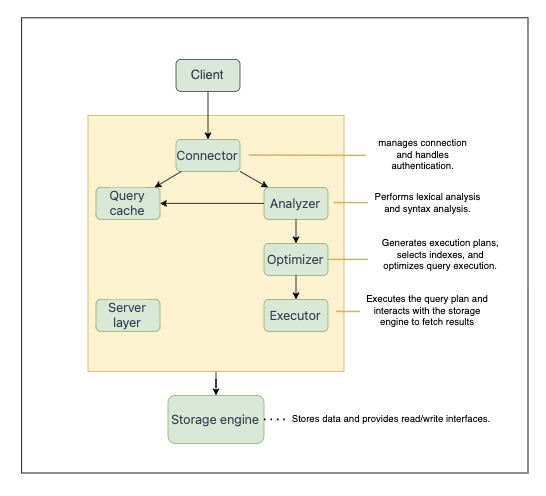 Client
Connector
manages connection
and handles
authentication.
Query
cache
Analyzer
Performs lexical analysis
and syntax analysis.
Optimizer
Generates execution plans,
selects indexes, and
optimizes query execution.
Server
layer
Executor
Executes the query plan and
interacts with the storage
engine to fetch results
Storage engine
Stores data and provides read/write interfaces.